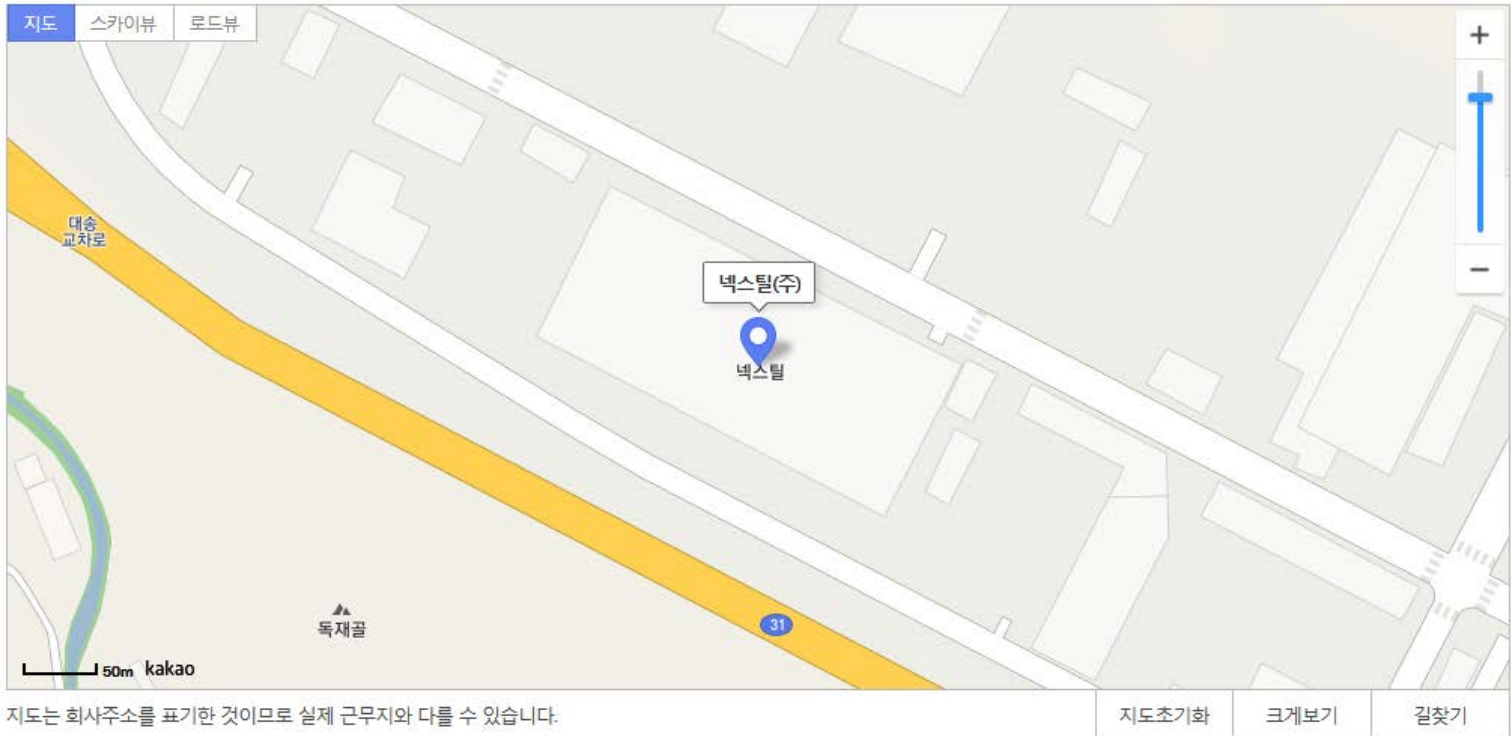 지도
스카이뷰
로드뷰
+
대송
교차로
넥스틸(주)
넥스틸
−
독재골
31
50m kakao
지도는 회사주소를 표기한 것이므로 실제 근무지와 다를 수 있습니다.
지도초기화
크게보기
길찾기